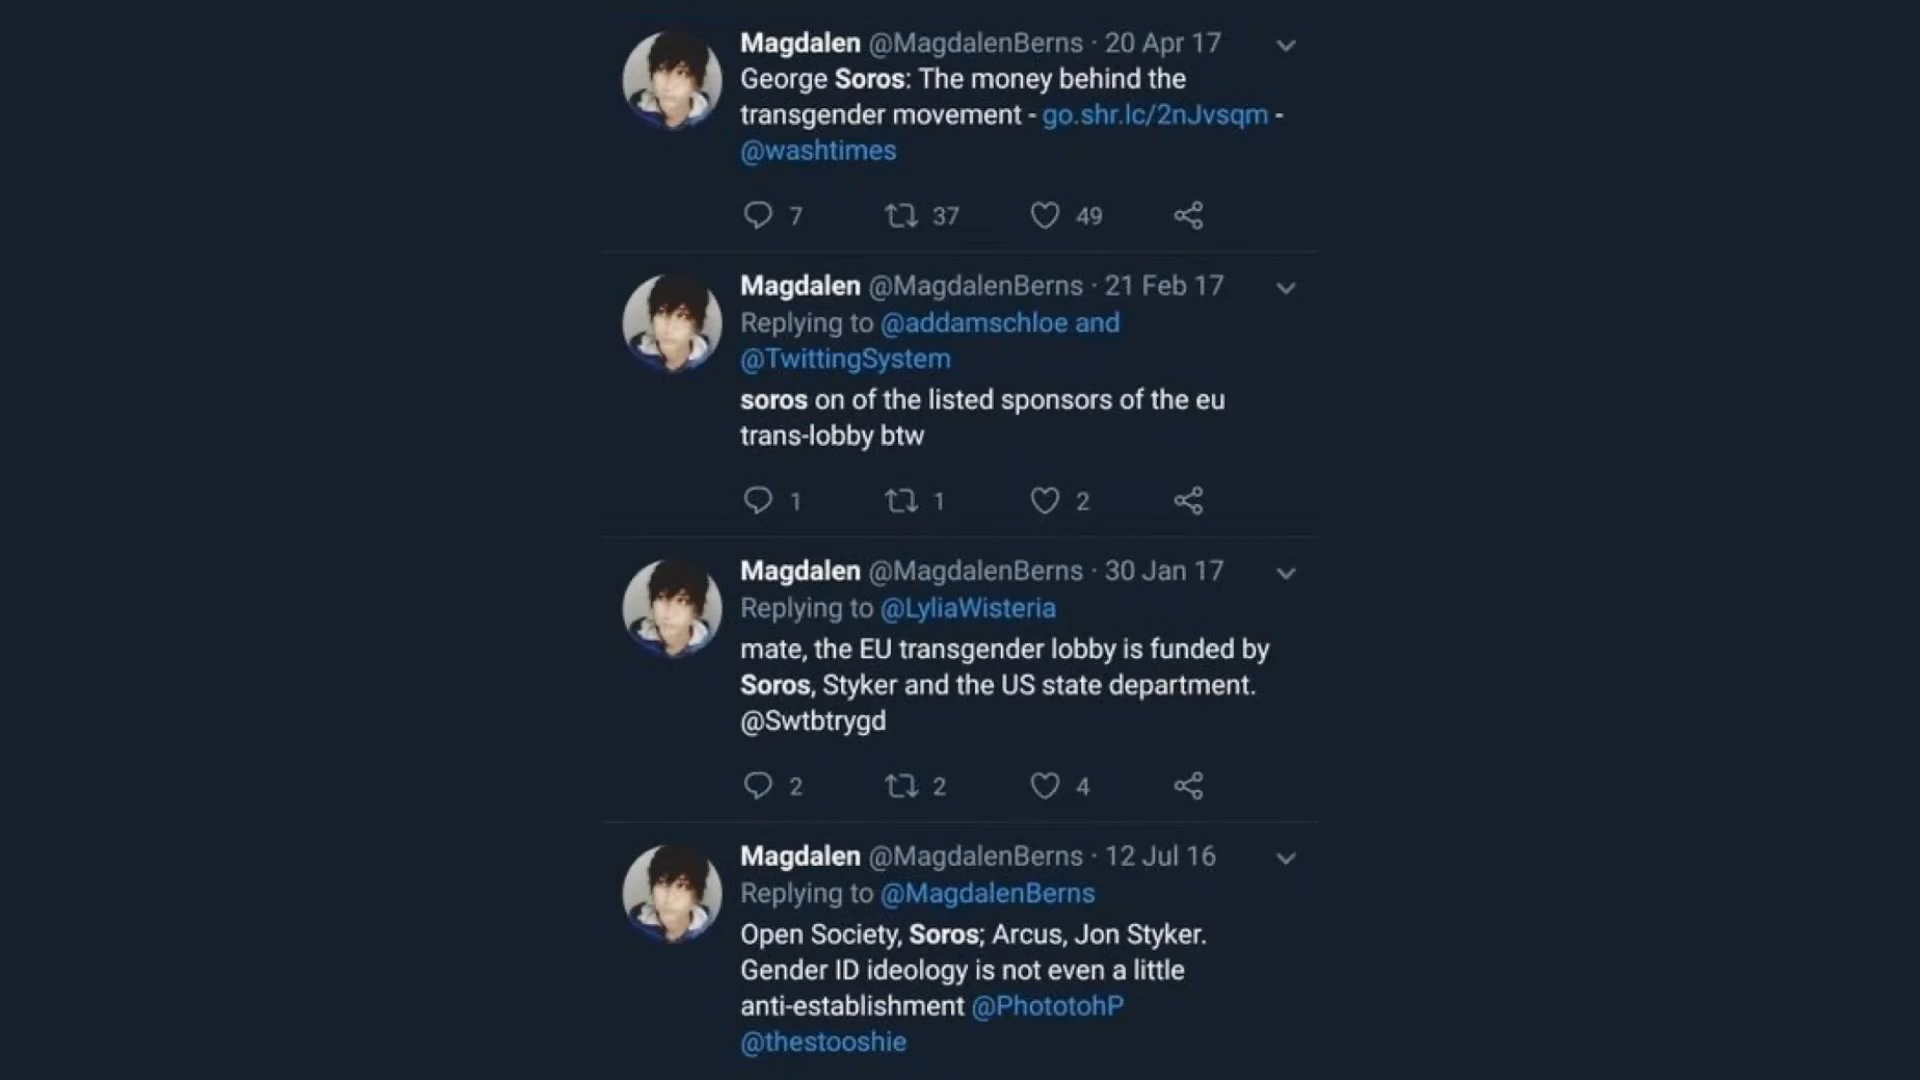 Magdalen @MagdalenBerns · 20 Apr 17
George Soros: The money behind the
transgender movement - go.shr.lc/2nJvsqm -
@washtimes
7 37 49
Magdalen @MagdalenBerns · 21 Feb 17
Replying to @addamschloe and
@TwittingSystem
soros on of the listed sponsors of the eu
trans-lobby btw
1 1 2
Magdalen @MagdalenBerns · 30 Jan 17
Replying to @LyliaWisteria
mate, the EU transgender lobby is funded by
Soros, Styker and the US state department.
@Swtbtrygd
2 2 4
Magdalen @MagdalenBerns · 12 Jul 16
Replying to @MagdalenBerns
Open Society, Soros; Arcus, Jon Styker.
Gender ID ideology is not even a little
anti-establishment @PhototohP
@thestooshie